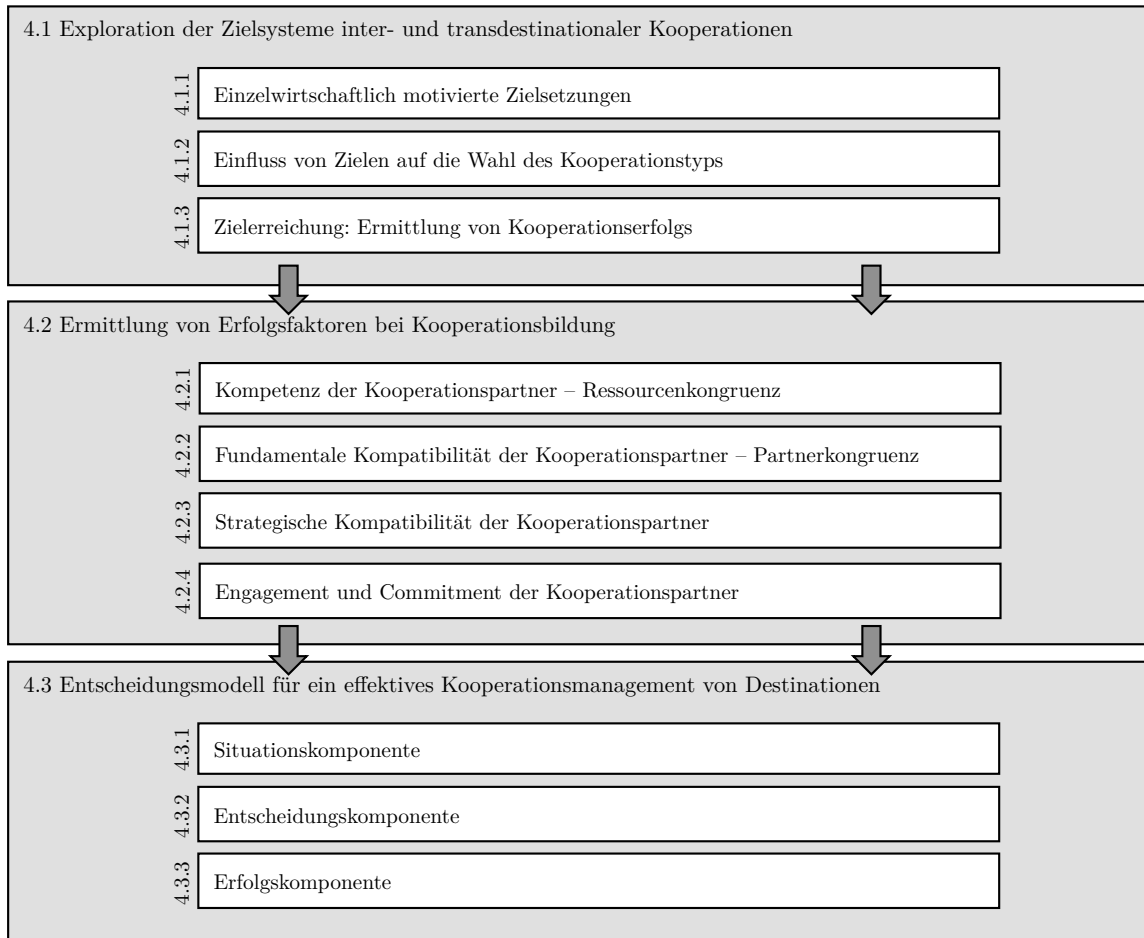 4.1 Exploration der Zielsysteme inter- und transdestinationaler Kooperationen
4.1.1 Einzelwirtschaftlich motivierte Zielsetzungen
4.1.2 Einfluss von Zielen auf die Wahl des Kooperationstyps
4.1.3 Zielerreichung: Ermittlung von Kooperationserfolgs
4.2 Ermittlung von Erfolgsfaktoren bei Kooperationsbildung
4.2.1 Kompetenz der Kooperationspartner – Ressourcenkongruenz
4.2.2 Fundamentale Kompatibilität der Kooperationspartner – Partnerkongruenz
4.2.3 Strategische Kompatibilität der Kooperationspartner
4.2.4 Engagement und Commitment der Kooperationspartner
4.3 Entscheidungsmodell für ein effektives Kooperationsmanagement von Destinationen
4.3.1 Situationskomponente
4.3.2 Entscheidungskomponente
4.3.3 Erfolgskomponente